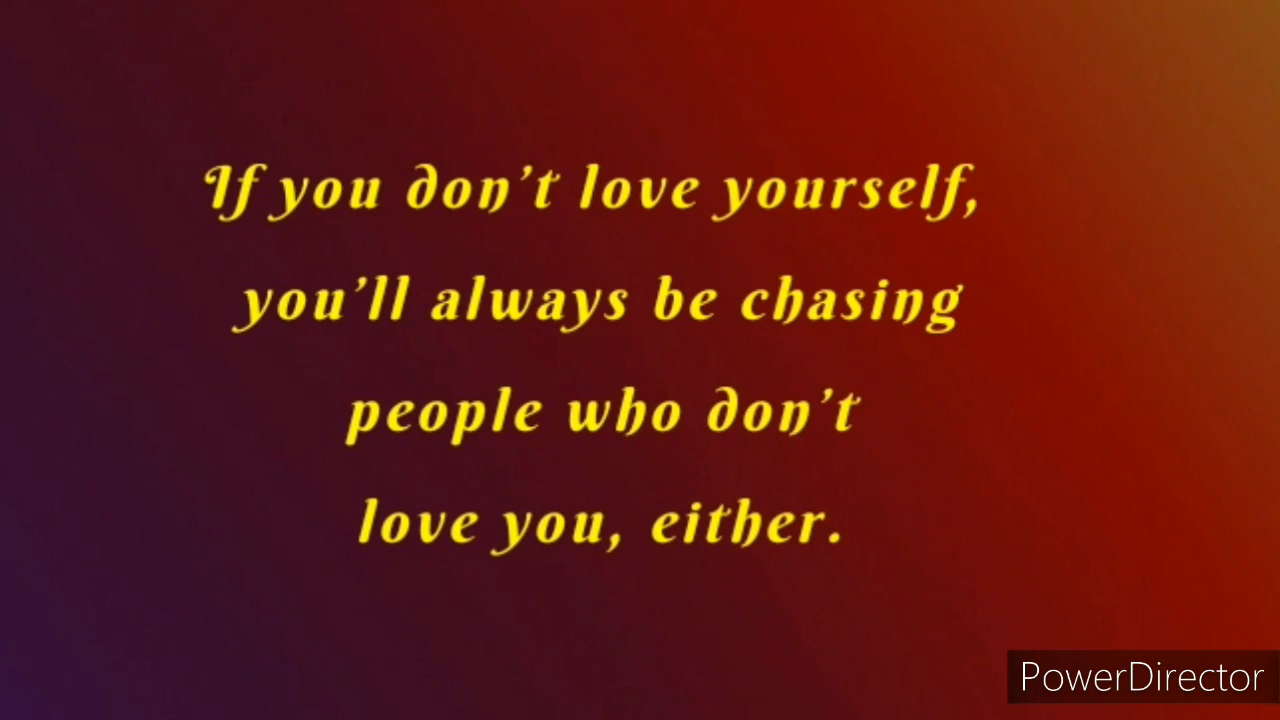 If you don’t love yourself,
you’ll always be chasing
people who don’t
love you, either.
PowerDirector